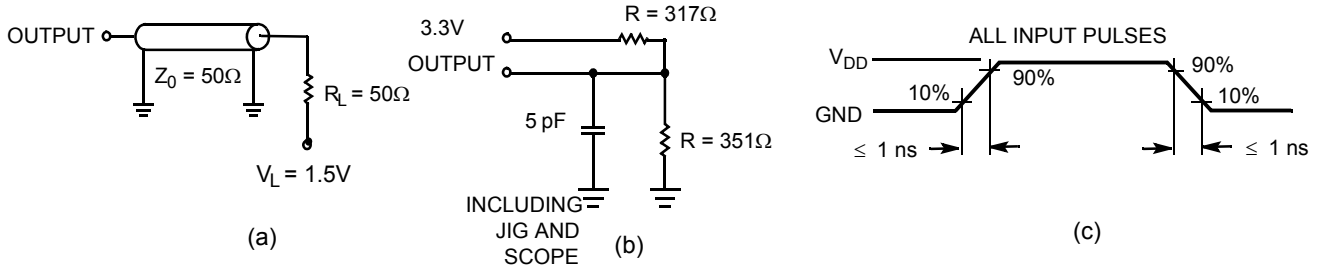 OUTPUT
Z0 = 50Ω
RL = 50Ω
VL = 1.5V
(a)
R = 317Ω
3.3V
OUTPUT
5 pF
R = 351Ω
INCLUDING
JIG AND
SCOPE
(b)
ALL INPUT PULSES
VDD
90%
90%
10%
10%
GND
≤ 1 ns
≤ 1 ns
(c)